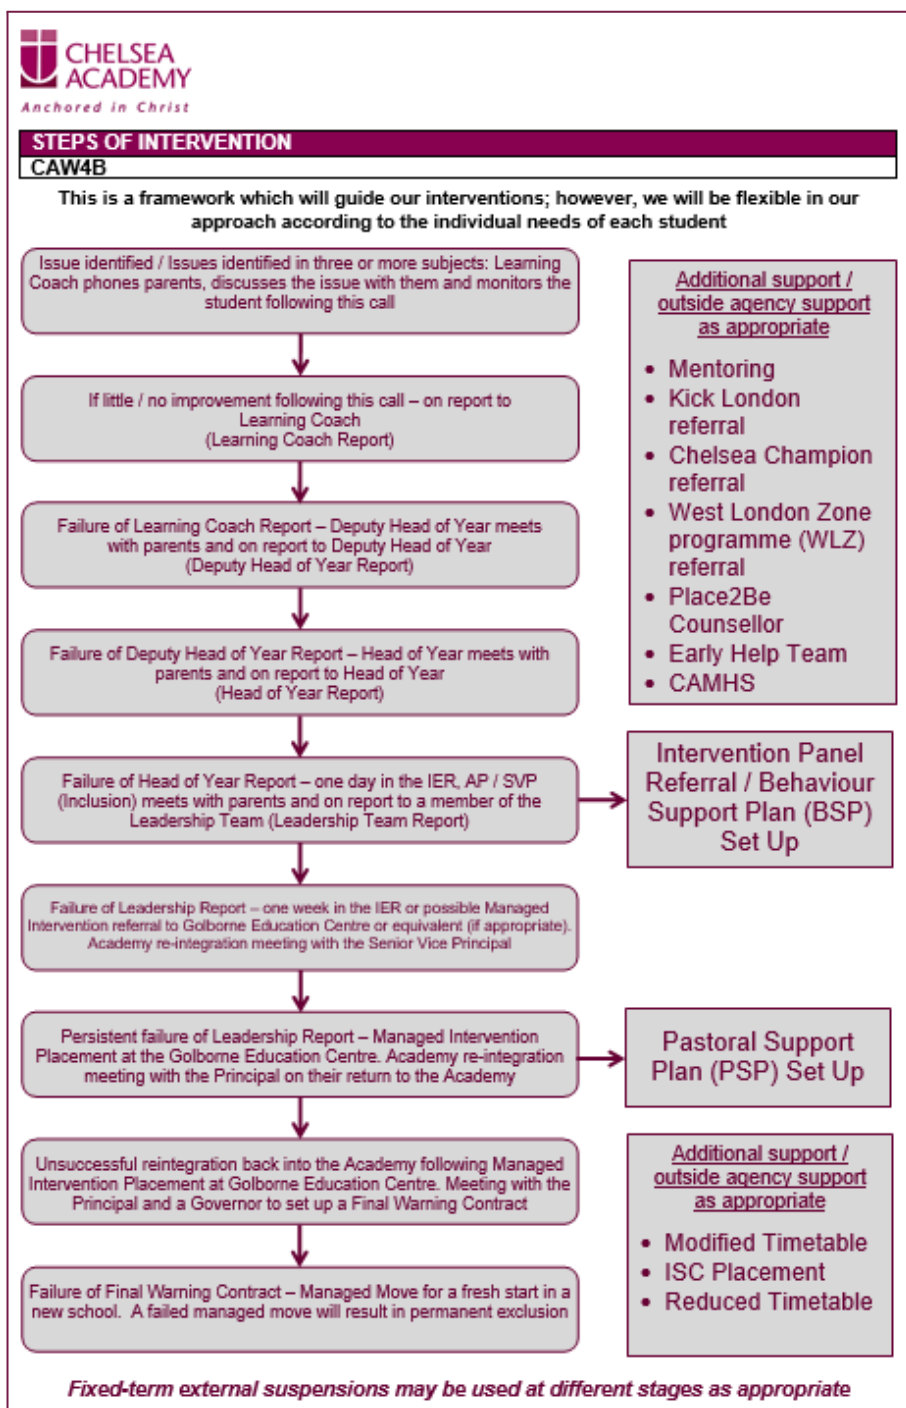 CHELSEA
ACADEMY
Anchored in Christ
STEPS OF INTERVENTION
CAW4B
This is a framework which will guide our interventions; however, we will be flexible in our
approach according to the individual needs of each student
Issue identified / Issues identified in three or more subjects: Learning
Coach phones parents, discusses the issue with them and monitors the
student following this call
If little / no improvement following this call – on report to
Learning Coach
(Learning Coach Report)
Failure of Learning Coach Report – Deputy Head of Year meets
with parents and on report to Deputy Head of Year
(Deputy Head of Year Report)
Failure of Deputy Head of Year Report – Head of Year meets with
parents and on report to Head of Year
(Head of Year Report)
Failure of Head of Year Report – one day in the IER, AP / SVP
(Inclusion) meets with parents and on report to a member of the
Leadership Team (Leadership Team Report)
Failure of Leadership Report – one week in the IER or possible Managed
Intervention referral to Golborne Education Centre or equivalent (if appropriate).
Academy re-integration meeting with the Senior Vice Principal
Persistent failure of Leadership Report – Managed Intervention
Placement at the Golborne Education Centre. Academy re-integration
meeting with the Principal on their return to the Academy
Unsuccessful reintegration back into the Academy following Managed
Intervention Placement at Golborne Education Centre. Meeting with the
Principal and a Governor to set up a Final Warning Contract
Failure of Final Warning Contract – Managed Move for a fresh start in a
new school. A failed managed move will result in permanent exclusion
Additional support /
outside agency support
as appropriate
• Mentoring
• Kick London
referral
• Chelsea Champion
referral
• West London Zone
programme (WLZ)
referral
• Place2Be
Counsellor
• Early Help Team
• CAMHS
Intervention Panel
Referral / Behaviour
Support Plan (BSP)
Set Up
Pastoral Support
Plan (PSP) Set Up
Additional support /
outside agency support
as appropriate
• Modified Timetable
• ISC Placement
• Reduced Timetable
Fixed-term external suspensions may be used at different stages as appropriate